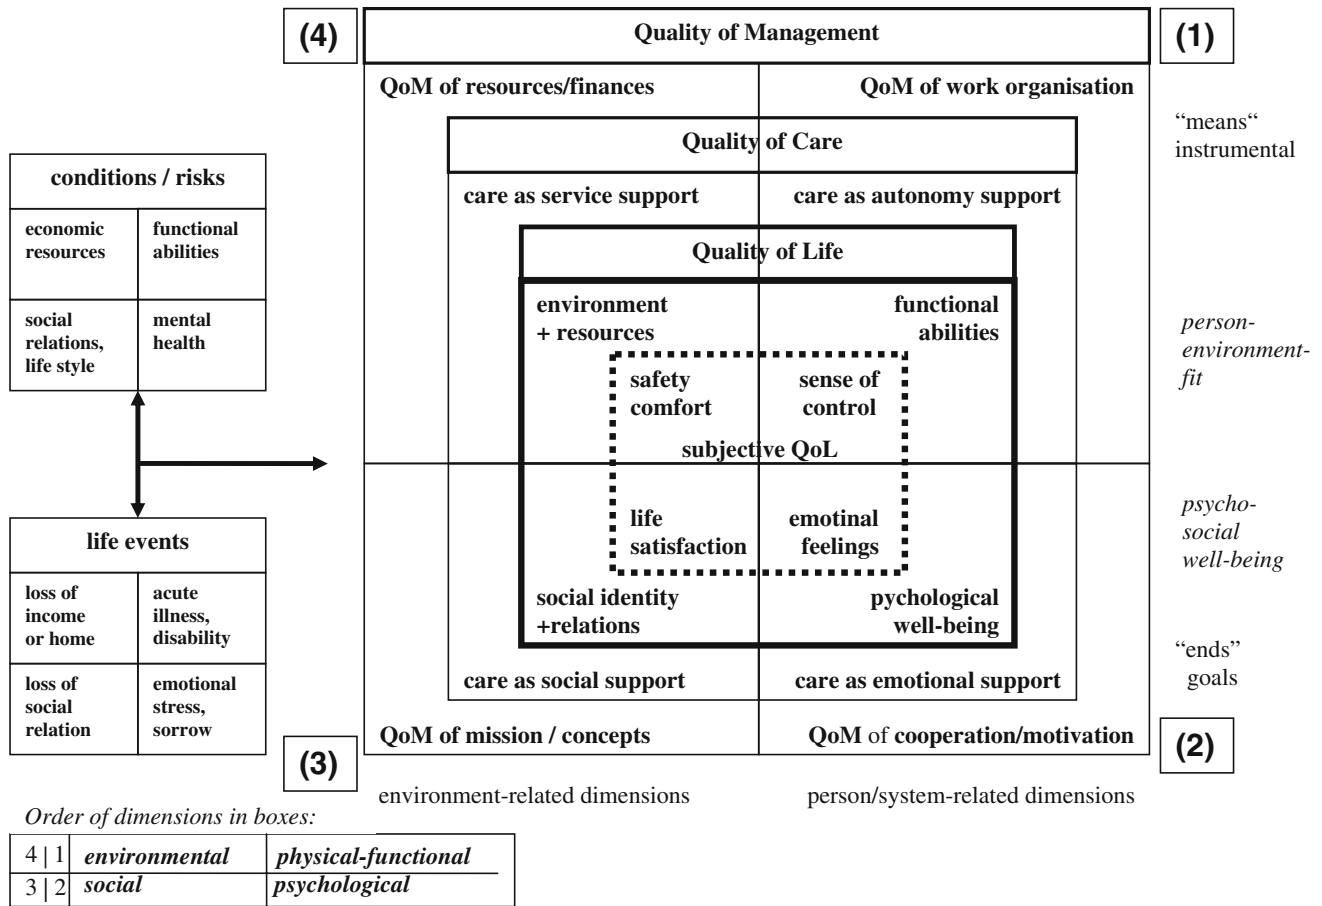 (4)
Quality of Management
(1)
QoM of resources/finances
QoM of work organisation
“means“
instrumental
Quality of Care
care as service support
care as autonomy support
Quality of Life
environment
+ resources
functional
abilities
person-
environment-
fit
safety
comfort
sense of
control
subjective QoL
life
satisfaction
emotinal
feelings
psycho-
social
well-being
social identity
+relations
pychological
well-being
“ends”
goals
care as social support
care as emotional support
QoM of mission / concepts
QoM of cooperation/motivation
(3)
(2)
environment-related dimensions
person/system-related dimensions
conditions / risks
economic
resources
functional
abilities
social
relations,
life style
mental
health
life events
loss of
income
or home
acute
illness,
disability
loss of
social
relation
emotional
stress,
sorrow
Order of dimensions in boxes:
4 | 1 environmental physical-functional
3 | 2 social psychological